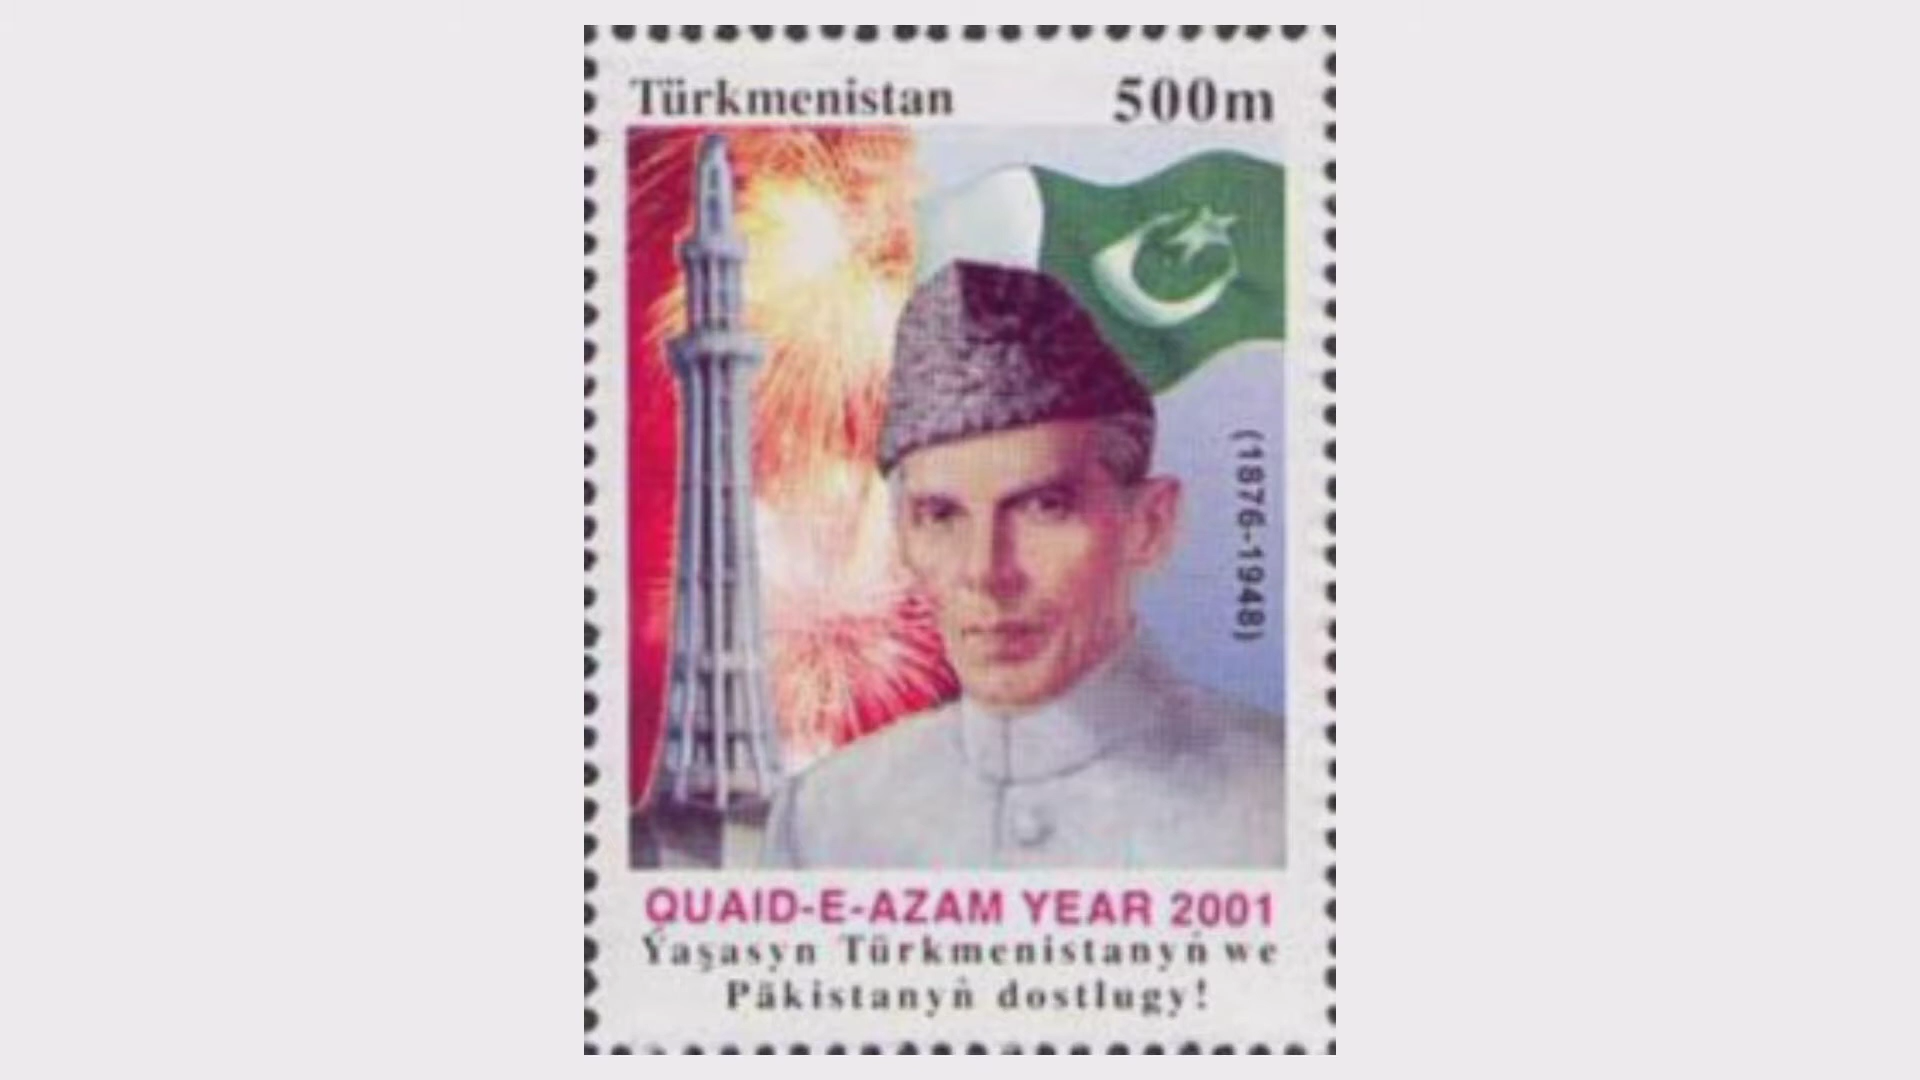 Türkmenistan 500m
(1876-1948)
QUAID-E-AZAM YEAR 2001
Ýaşasyn Türkmenistanyň we
Päkistanyň dostlugy!